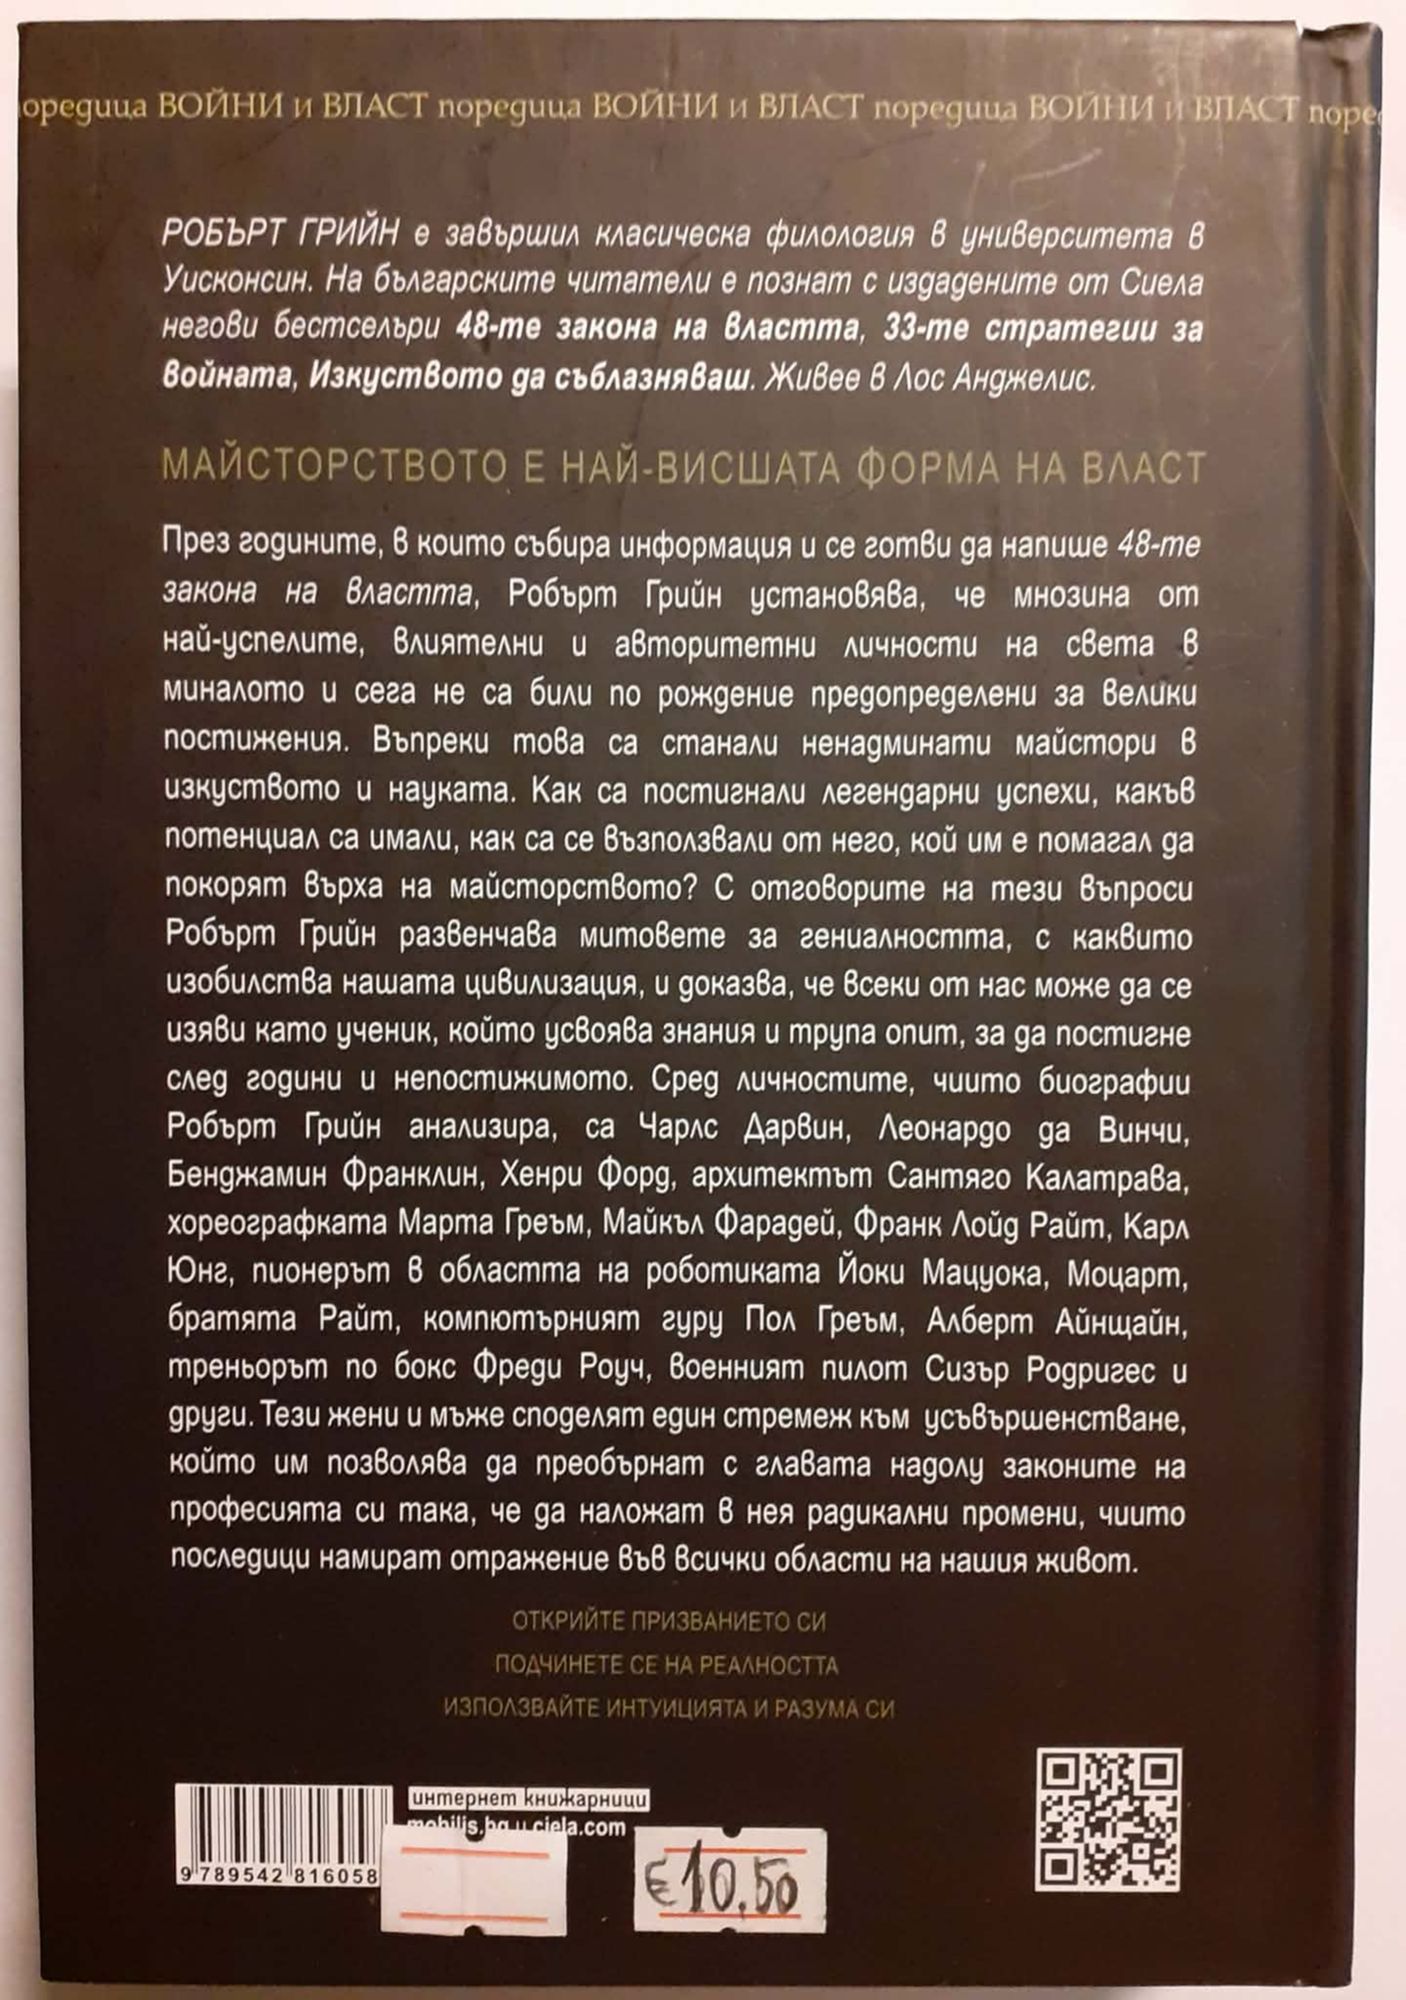 поредица ВОЙНИ и ВЛАСТ поредица ВОЙНИ и ВЛАСТ поредица ВОЙНИ и ВЛАСТ поре
РОБЪРТ ГРИЙН е завършил класическа филология в университета в
Уисконсин. На българските читатели е познат с издадените от Сиела
негови бестселъри 48-те закона на властта, 33-те стратегии за
войната, Изкуството да съблазняваш. Живее в Лос Анджелис.
МАЙСТОРСТВОТО Е НАЙ-ВИСШАТА ФОРМА НА ВЛАСТ
През годините, в които събира информация и се готви да напише 48-те
закона на властта, Робърт Грийн установява, че мнозина от
най-успелите, влиятелни и авторитетни личности на света в
миналото и сега не са били по рождение предопределени за велики
постижения. Въпреки това са станали ненадминати майстори в
изкуството и науката. Как са постигнали легендарни успехи, какъв
потенциал са имали, как са се възползвали от него, кой им е помагал да
покорят върха на майсторството? С отговорите на тези въпроси
Робърт Грийн развенчава митовете за гениалността, с каквито
изобилства нашата цивилизация, и доказва, че всеки от нас може да се
изяви като ученик, който усвоява знания и трупа опит, за да постигне
след години и непостижимото. Сред личностите, чиито биографии
Робърт Грийн анализира, са Чарлс Дарвин, Леонардо да Винчи,
Бенджамин Франклин, Хенри Форд, архитектът Сантяго Калатрава,
хореографката Марта Греъм, Майкъл Фарадей, Франк Лойд Райт, Карл
Юнг, пионерът в областта на роботиката Йоки Мацуока, Моцарт,
братята Райт, компютърният гуру Пол Греъм, Алберт Айнщайн,
треньорът по бокс Фреди Роуч, военният пилот Сизър Родригес и
други. Тези жени и мъже споделят един стремеж към усъвършенстване,
който им позволява да преобърнат с главата надолу законите на
професията си така, че да наложат в нея радикални промени, чиито
последици намират отражение във всички области на нашия живот.
ОТКРИЙТЕ ПРИЗВАНИЕТО СИ
ПОДЧИНЕТЕ СЕ НА РЕАЛНОСТТА
ИЗПОЛЗВАЙТЕ ИНТУИЦИЯТА И РАЗУМА СИ
интернет книжарници
mobilis.bg и ciela.com
9 789542 816058
€10,50